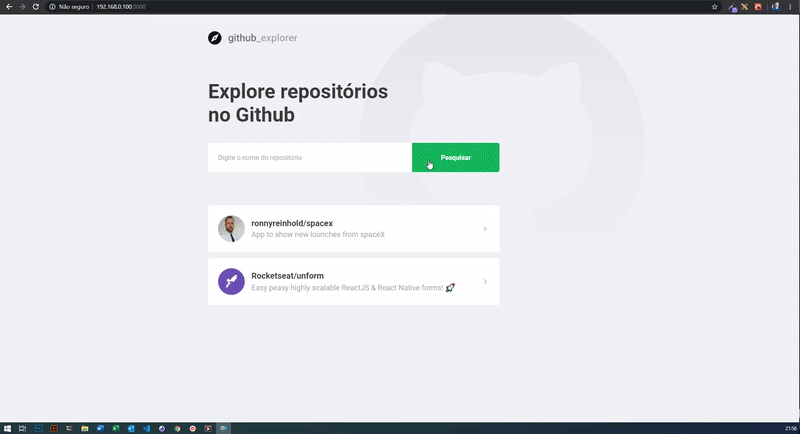 Não seguro | 192.168.0.100:3000
github_explorer
Explore repositórios
no Github
Digite o nome do repositório
Pesquisar
ronnyreinhold/spacex
App to show new lounches from spaceX
Rocketseat/unform
Easy peasy highly scalable ReactJS & React Native forms! 🚀
21:56